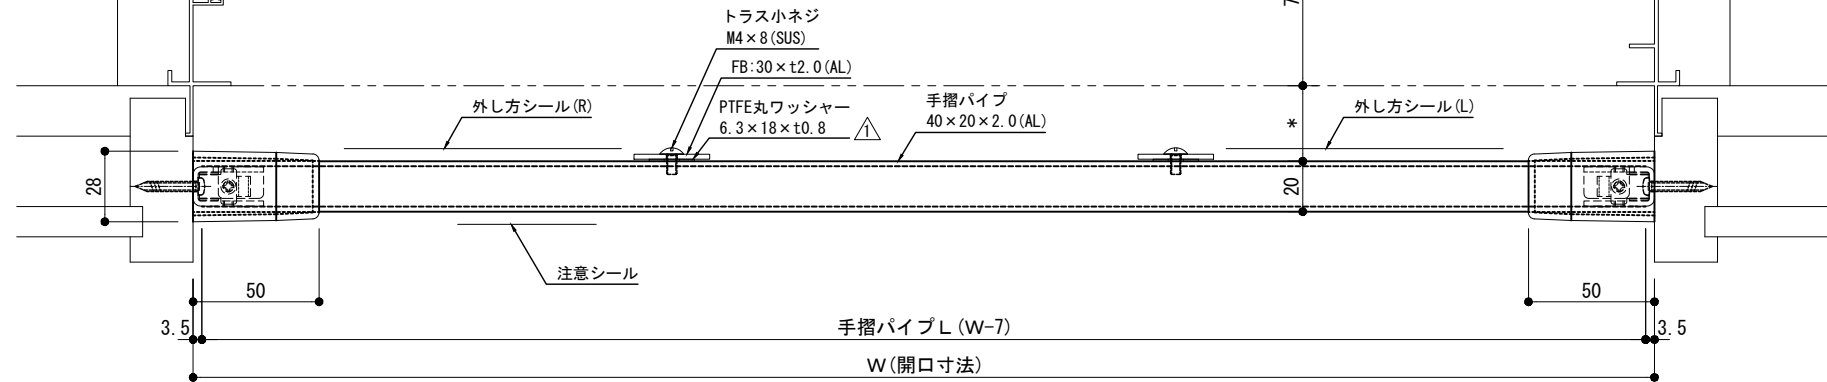 トラス小ネジ
M4×8(SUS)
FB:30×t2.0(AL)
外し方シール(R)
PTFE丸ワッシャー
6.3×18×t0.8
1
手摺パイプ
40×20×2.0(AL)
外し方シール(L)
*
28
20
注意シール
50
50
3.5
手摺パイプL(W-7)
3.5
W(開口寸法)